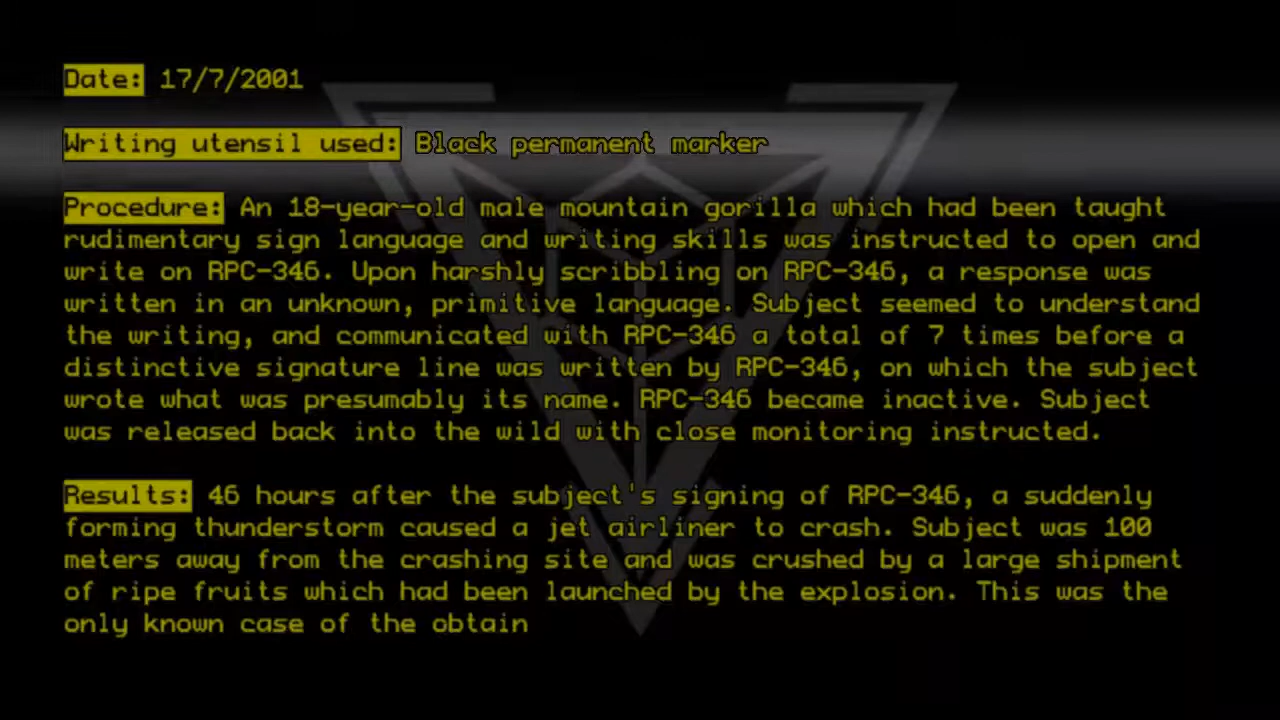 Date: 17/7/2001
Writing utensil used: Black permanent marker
Procedure: An 18-year-old male mountain gorilla which had been taught
rudimentary sign language and writing skills was instructed to open and
write on RPC-346. Upon harshly scribbling on RPC-346, a response was
written in an unknown, primitive language. Subject seemed to understand
the writing, and communicated with RPC-346 a total of 7 times before a
distinctive signature line was written by RPC-346, on which the subject
wrote what was presumably its name. RPC-346 became inactive. Subject
was released back into the wild with close monitoring instructed.
Results: 46 hours after the subject's signing of RPC-346, a suddenly
forming thunderstorm caused a jet airliner to crash. Subject was 100
meters away from the crashing site and was crushed by a large shipment
of ripe fruits which had been launched by the explosion. This was the
only known case of the obtain